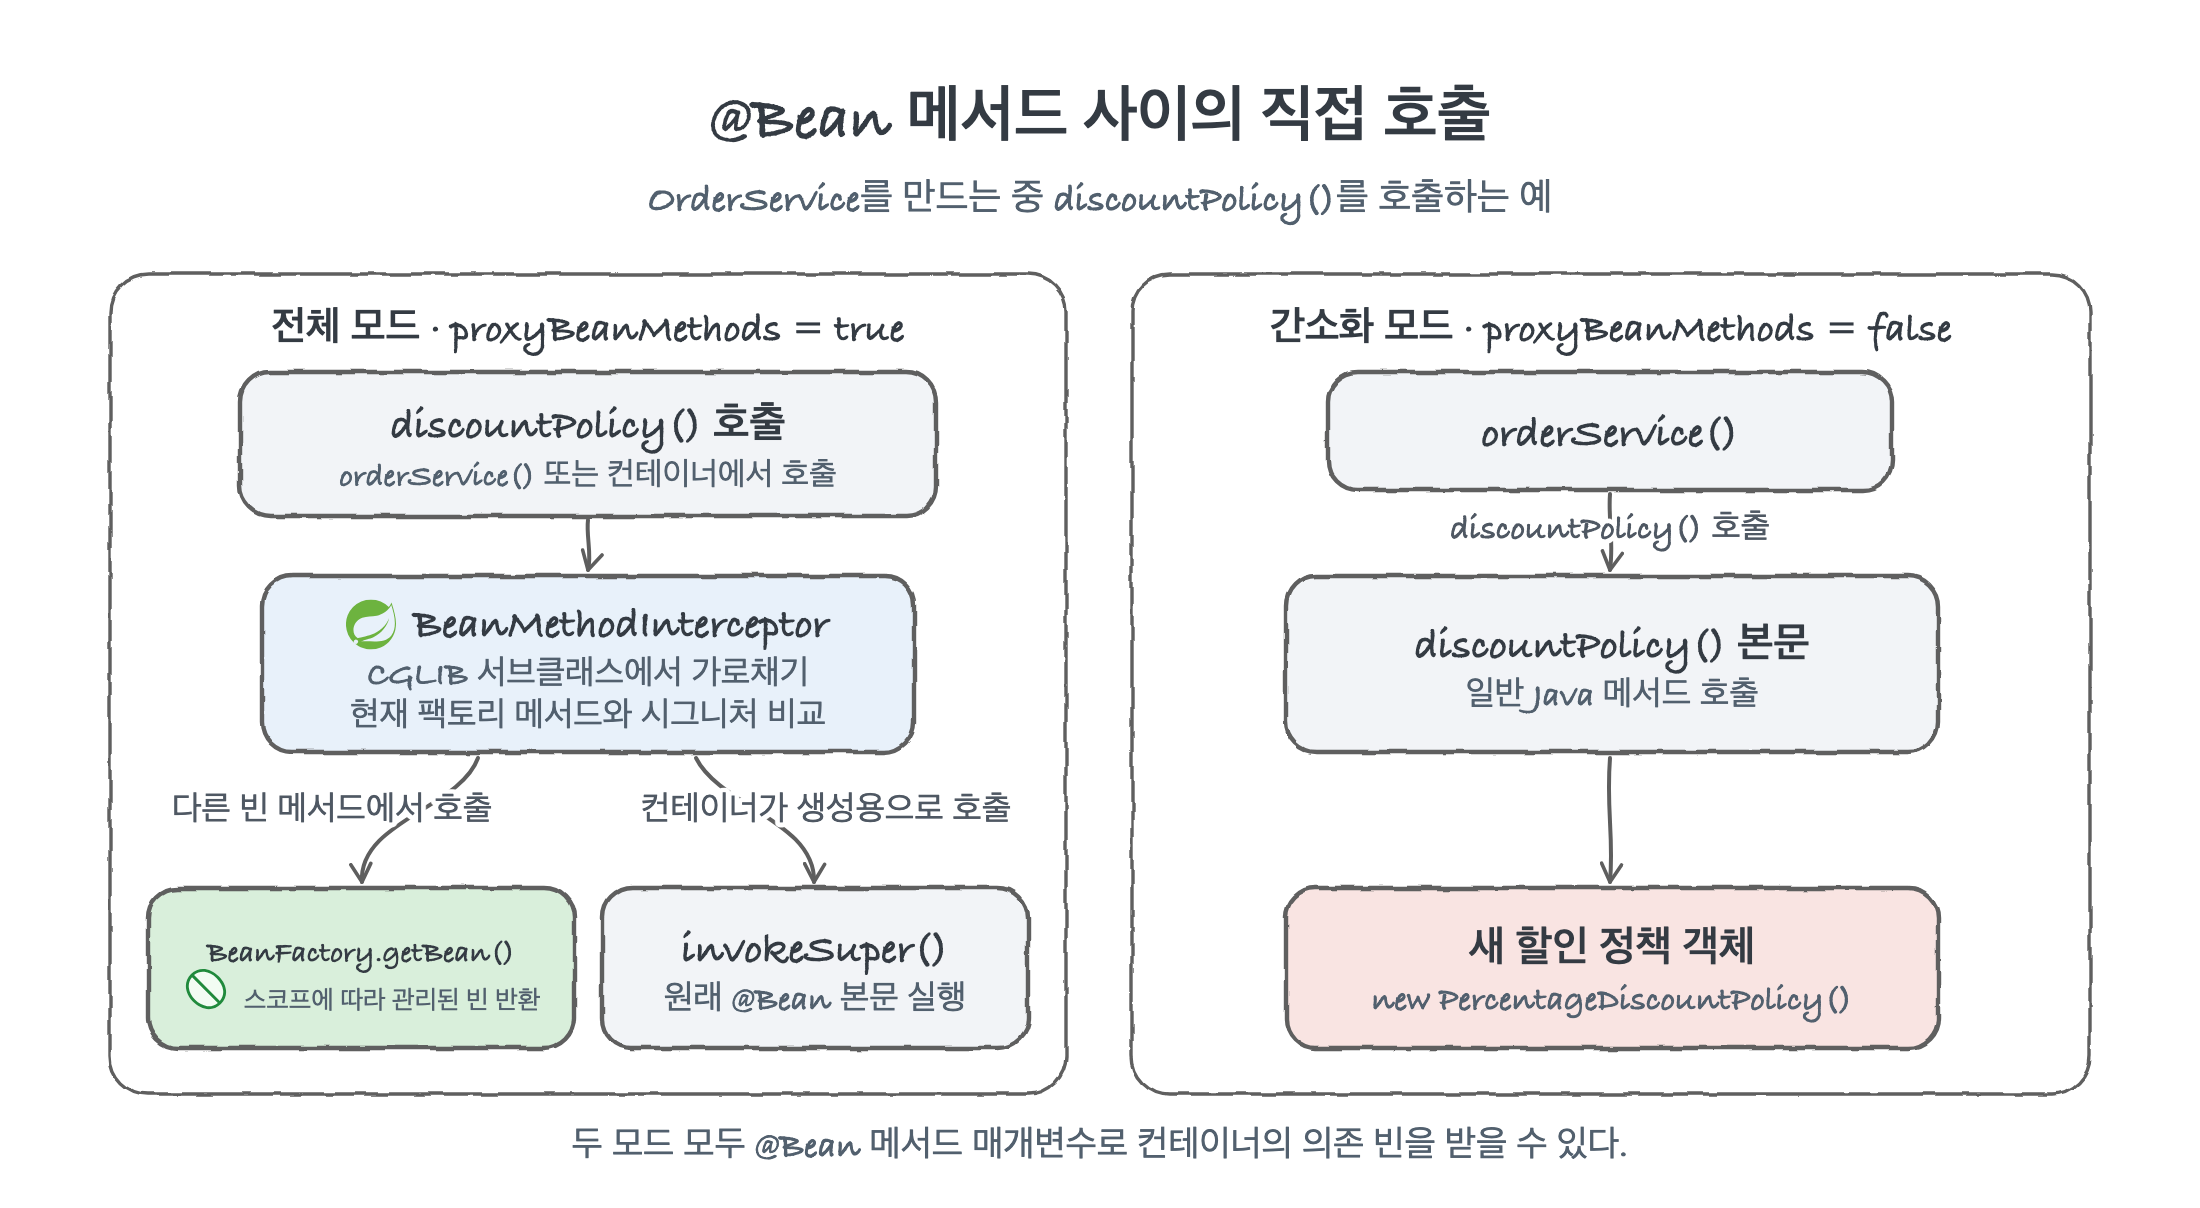 @Bean 메서드 사이의 직접 호출
OrderService를 만드는 중 discountPolicy()를 호출하는 예
전체 모드 · proxyBeanMethods = true
discountPolicy() 호출
orderService() 또는 컨테이너에서 호출
BeanMethodInterceptor
CGLIB 서브클래스에서 가로채기
현재 팩토리 메서드와 시그니처 비교
다른 빈 메서드에서 호출
컨테이너가 생성용으로 호출
BeanFactory.getBean()
스코프에 따라 관리된 빈 반환
invokeSuper()
원래 @Bean 본문 실행
간소화 모드 · proxyBeanMethods = false
orderService()
discountPolicy() 호출
discountPolicy() 본문
일반 Java 메서드 호출
새 할인 정책 객체
new PercentageDiscountPolicy()
두 모드 모두 @Bean 메서드 매개변수로 컨테이너의 의존 빈을 받을 수 있다.